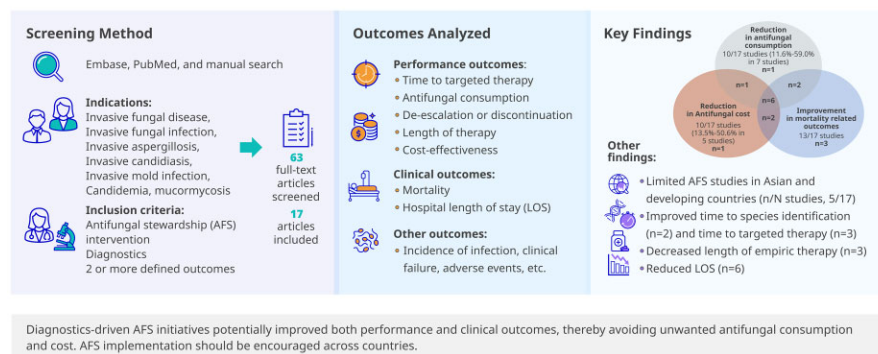 Screening Method
Embase, PubMed, and manual search
Indications:
Invasive fungal disease,
Invasive fungal infection,
Invasive aspergillosis,
Invasive candidiasis,
Invasive mold infection,
Candidemia, mucormycosis
Inclusion criteria:
Antifungal stewardship (AFS)
intervention
Diagnostics
2 or more defined outcomes
63
full-text
articles
screened
17
articles
included
Outcomes Analyzed
Performance outcomes:
• Time to targeted therapy
• Antifungal consumption
• De-escalation or discontinuation
• Length of therapy
• Cost-effectiveness
Clinical outcomes:
• Mortality
• Hospital length of stay (LOS)
Other outcomes:
• Incidence of infection, clinical
failure, adverse events, etc.
Key Findings
Reduction
in antifungal
consumption
10/17 studies (11.6%-59.0%
in 7 studies)
n=1
n=1
n=2
n=6
n=2
Reduction
in Antifungal cost
10/17 studies
(13.5%-50.6% in
5 studies)
n=1
Improvement
in mortality related
outcomes
13/17 studies
n=3
Other
findings:
• Limited AFS studies in Asian and
developing countries (n/N studies, 5/17)
• Improved time to species identification
(n=2) and time to targeted therapy (n=3)
• Decreased length of empiric therapy (n=3)
• Reduced LOS (n=6)
Diagnostics-driven AFS initiatives potentially improved both performance and clinical outcomes, thereby avoiding unwanted antifungal consumption
and cost. AFS implementation should be encouraged across countries.